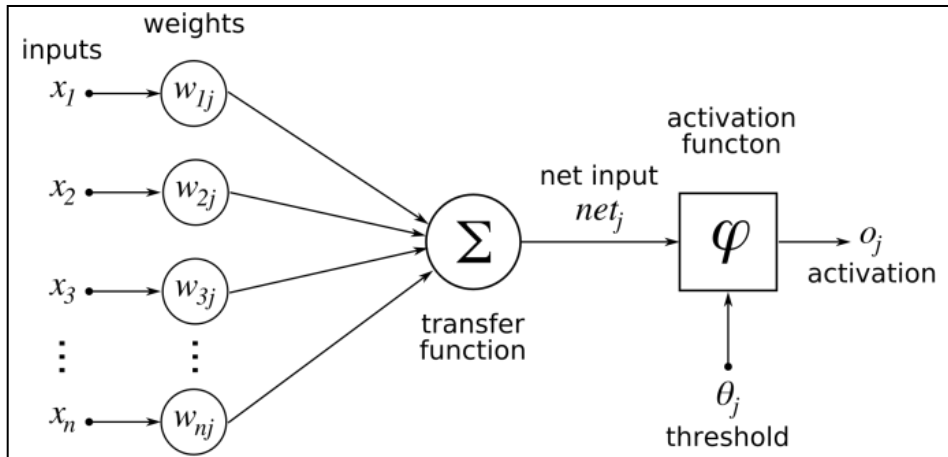 weights
inputs
x₁
w₁ⱼ
x₂
w₂ⱼ
x₃
w₃ⱼ
⋮ ⋮
xₙ
wₙⱼ
Σ
transfer
function
net input
netⱼ
activation
functon
φ
oⱼ
activation
θⱼ
threshold